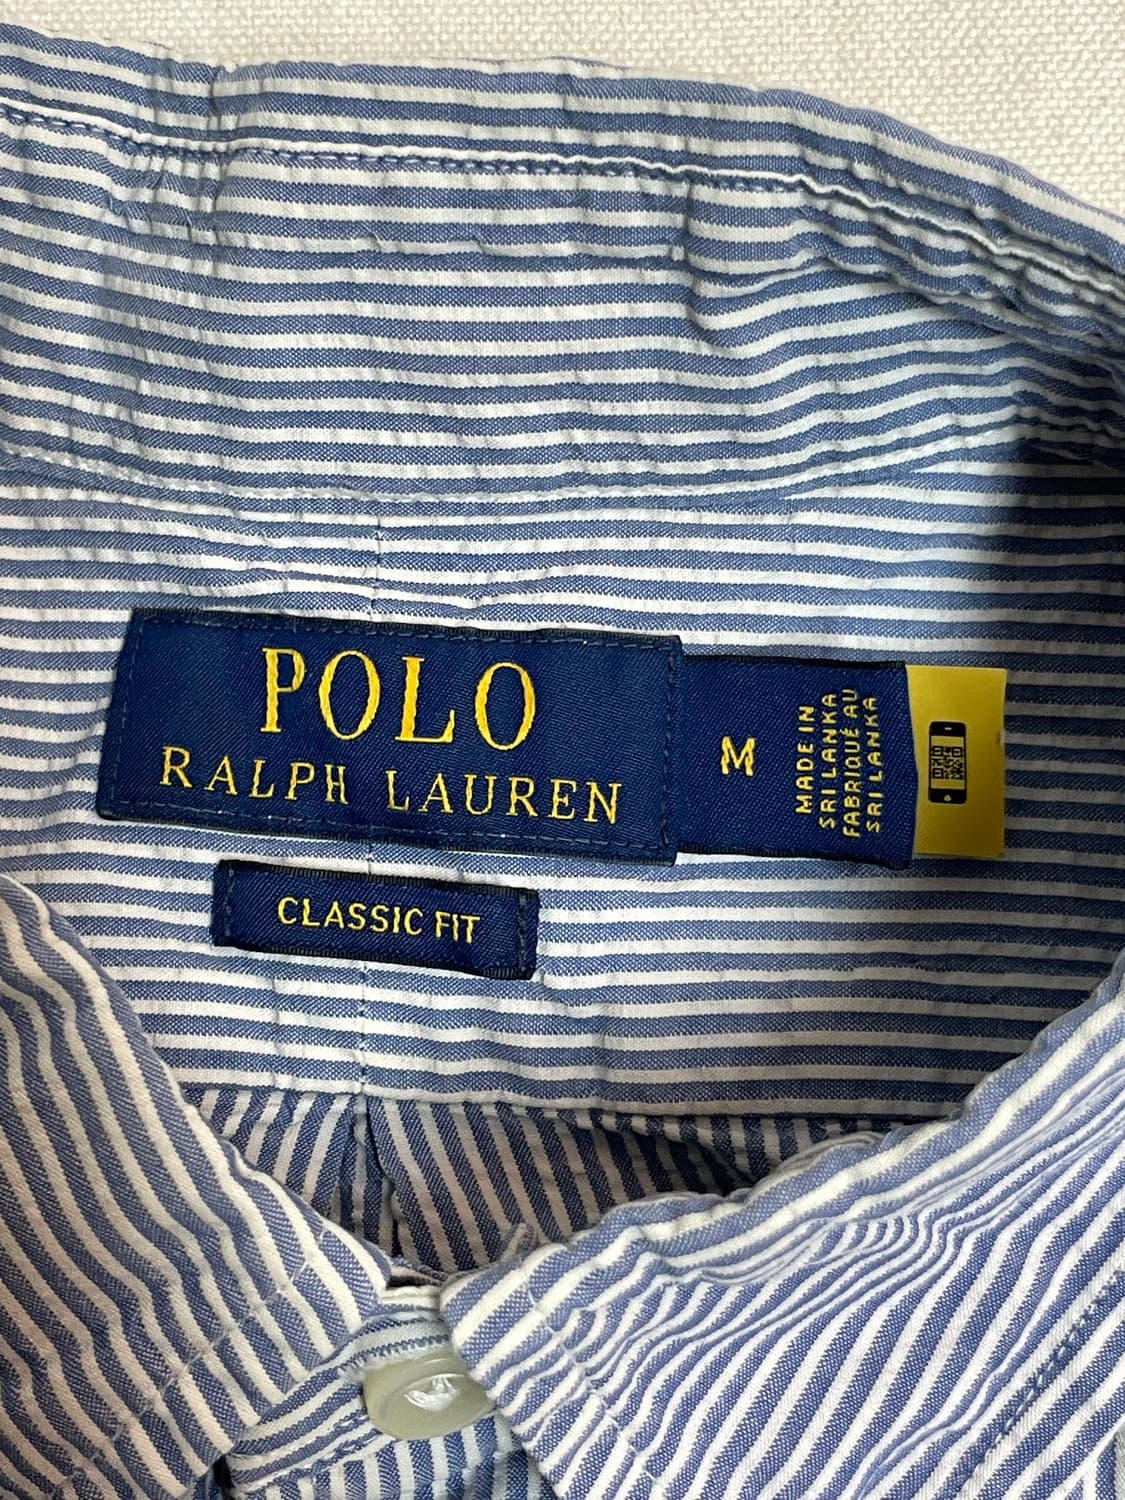 POLO
RALPH LAUREN
M
MADE IN
SRI LANKA
FABRIQUÉ AU
SRI LANKA
CLASSIC FIT